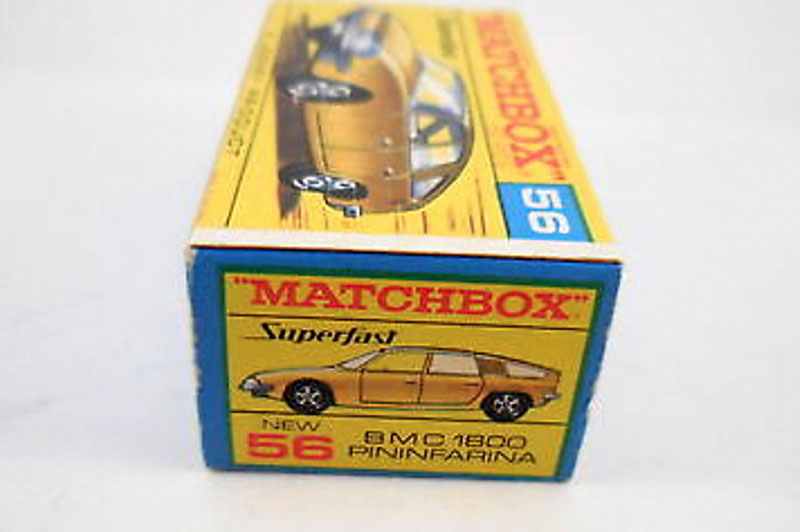 "MATCHBOX"
56
"MATCHBOX"
Superfast
NEW
56
BMC 1800
PININFARINA